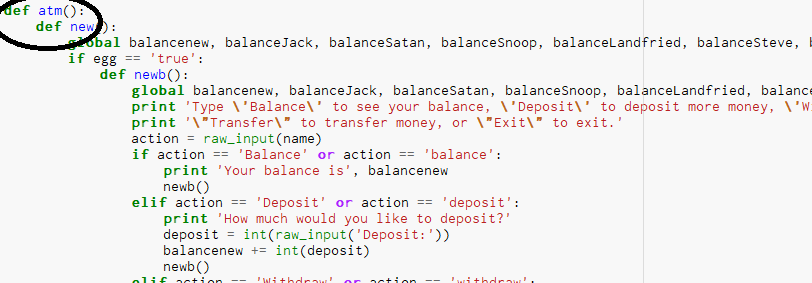 def atm():
def new():
global balancenew, balanceJack, balanceSatan, balanceSnoop, balanceLandfried, balanceSteve, b
if egg == 'true':
def newb():
global balancenew, balanceJack, balanceSatan, balanceSnoop, balanceLandfried, balance
print 'Type \'Balance\' to see your balance, \'Deposit\' to deposit more money, \'W
print '\"Transfer\" to transfer money, or \"Exit\" to exit.'
action = raw_input(name)
if action == 'Balance' or action == 'balance':
print 'Your balance is', balancenew
newb()
elif action == 'Deposit' or action == 'deposit':
print 'How much would you like to deposit?'
deposit = int(raw_input('Deposit:'))
balancenew += int(deposit)
newb()
elif action == 'Withdraw' or action == 'withdraw':